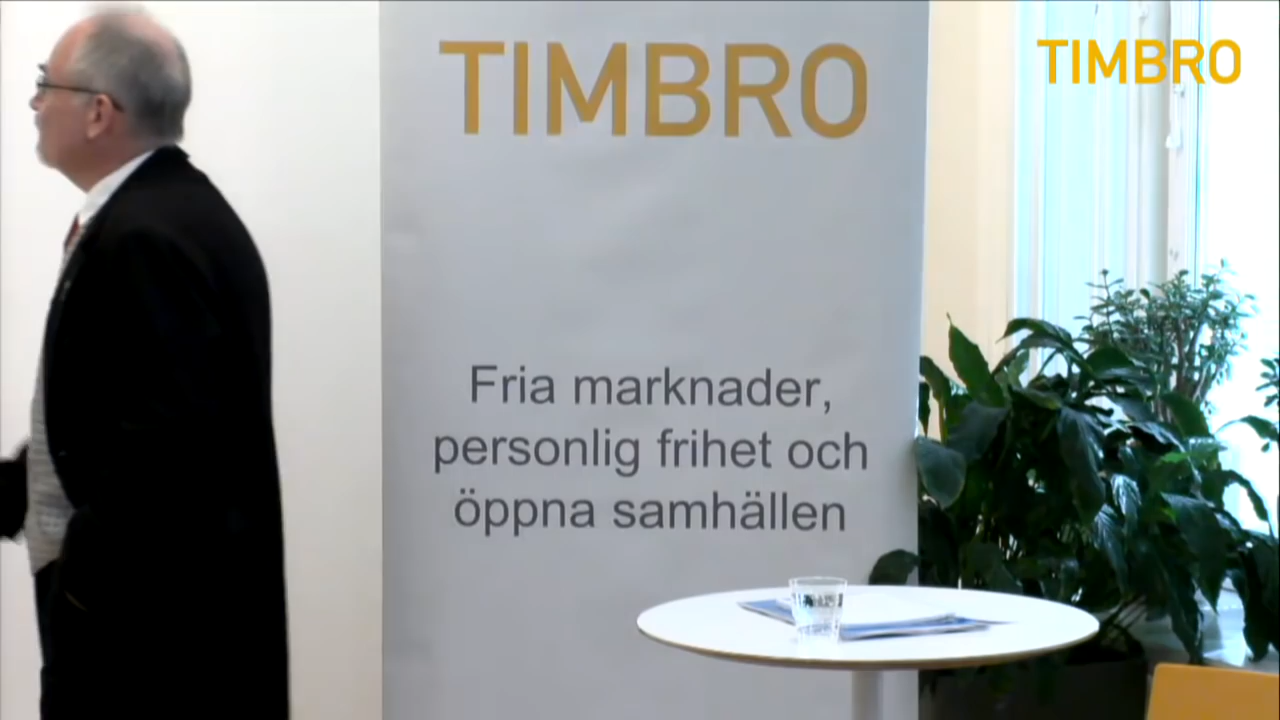 TIMBRO
TIMBRO
Fria marknader,
personlig frihet och
öppna samhällen